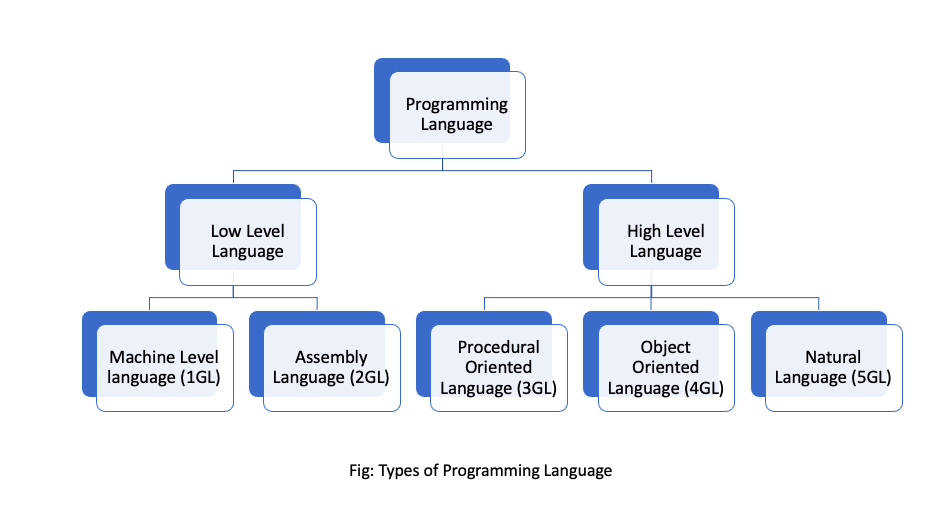 Programming
Language
Low Level
Language
High Level
Language
Machine Level
language (1GL)
Assembly
Language (2GL)
Procedural
Oriented
Language (3GL)
Object
Oriented
Language (4GL)
Natural
Language (5GL)
Fig: Types of Programming Language